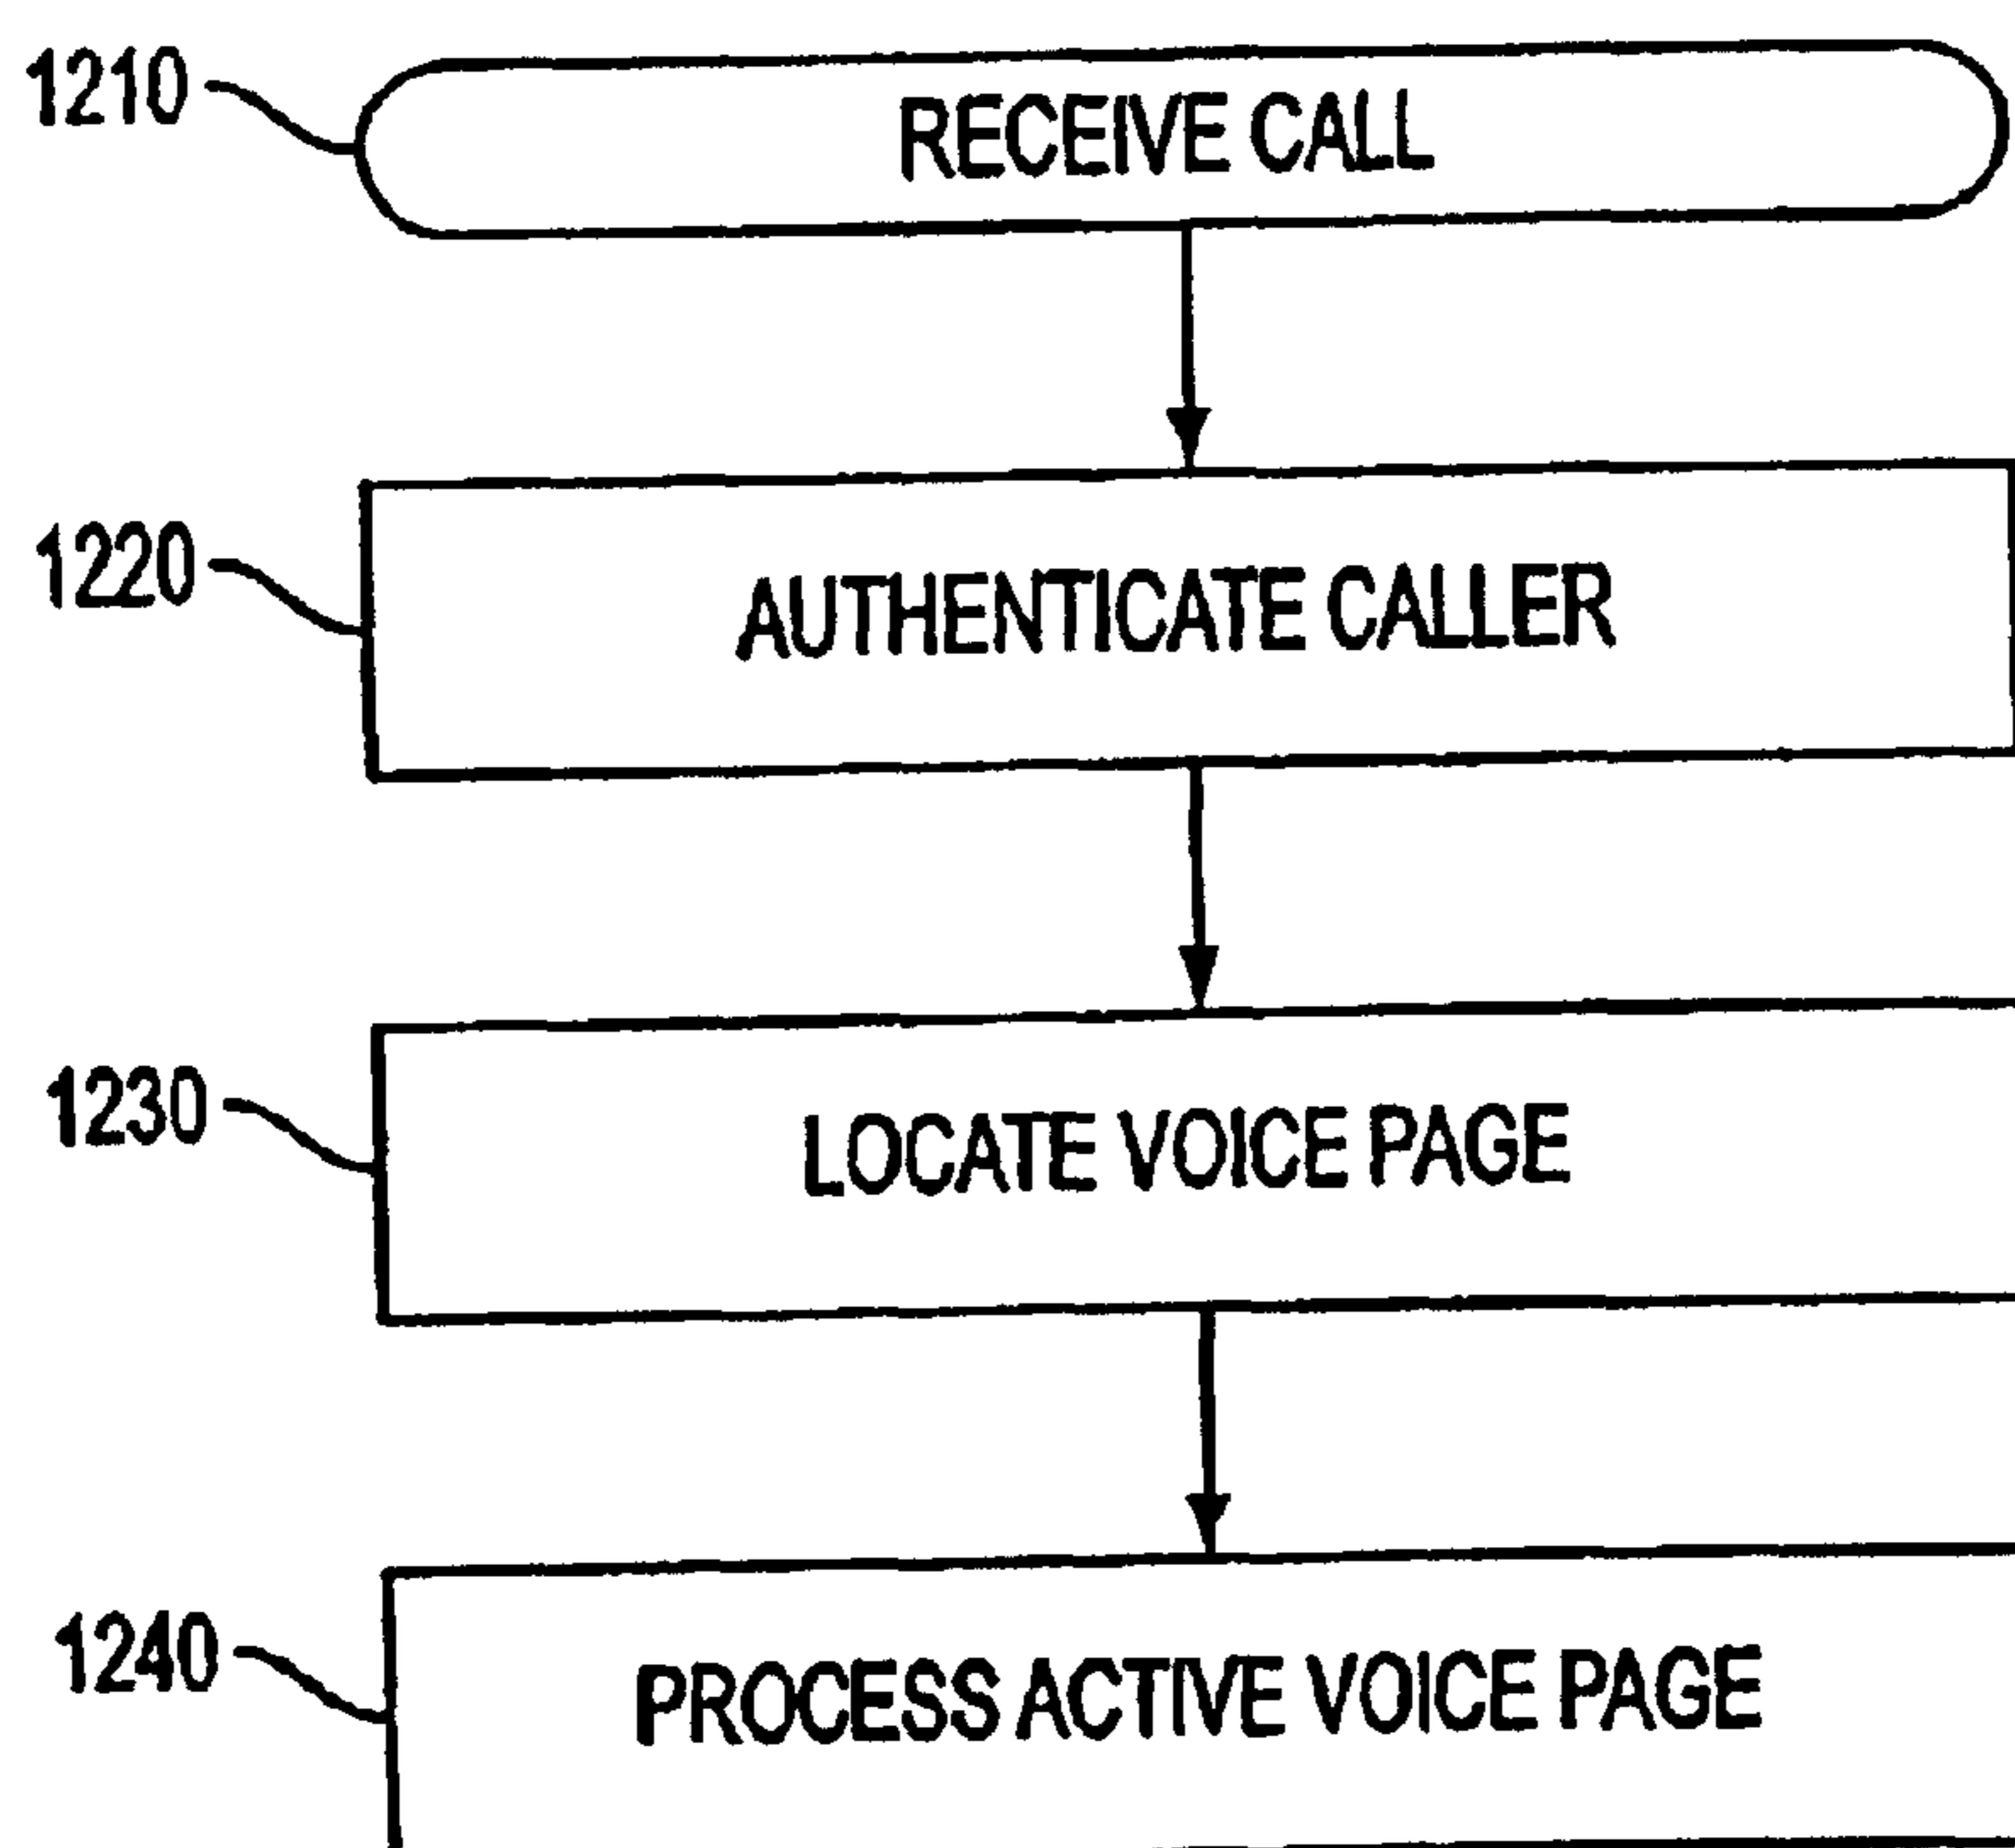 1210
RECEIVE CALL
1220
AUTHENTICATE CALLER
1230
LOCATE VOICE PAGE
1240
PROCESS ACTIVE VOICE PAGE